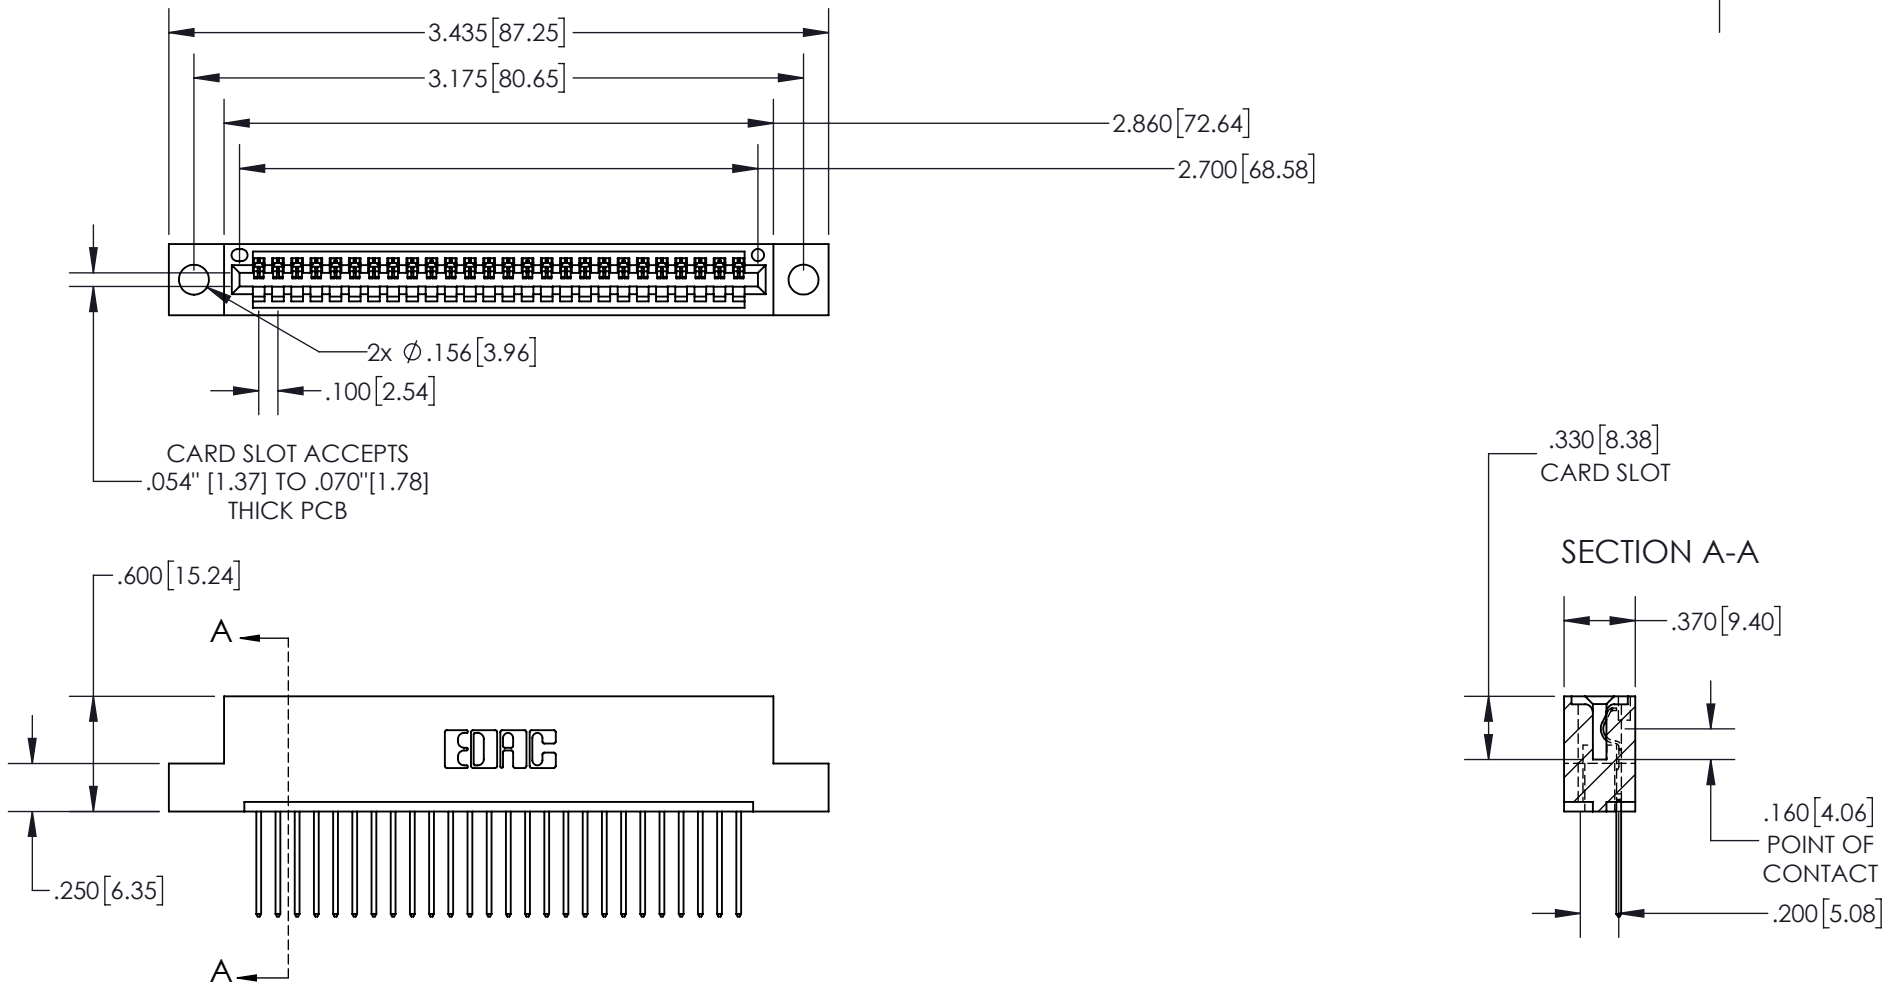 3.435[87.25]
3.175[80.65]
2.860[72.64]
2.700[68.58]
2x ∅.156[3.96]
.100[2.54]
CARD SLOT ACCEPTS
.054" [1.37] TO .070"[1.78]
THICK PCB
.330[8.38]
CARD SLOT
SECTION A-A
.600[15.24]
.370[9.40]
A
EDAC
.160[4.06]
POINT OF
CONTACT
.250[6.35]
.200[5.08]
A